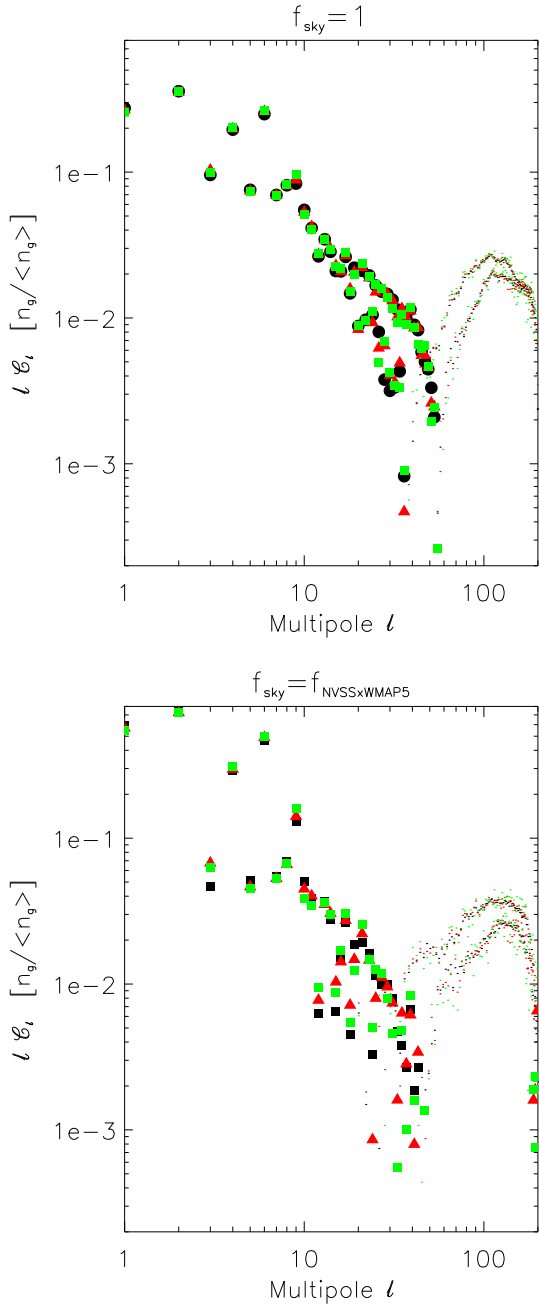 f_sky=1
1e-1
1e-2
1e-3
ℓ 𝒞_ℓ [n_g/<n_g>]
1 10 100
Multipole ℓ
f_sky=f_NVSSxWMAP5
1e-1
1e-2
1e-3
ℓ 𝒞_ℓ [n_g/<n_g>]
1 10 100
Multipole ℓ